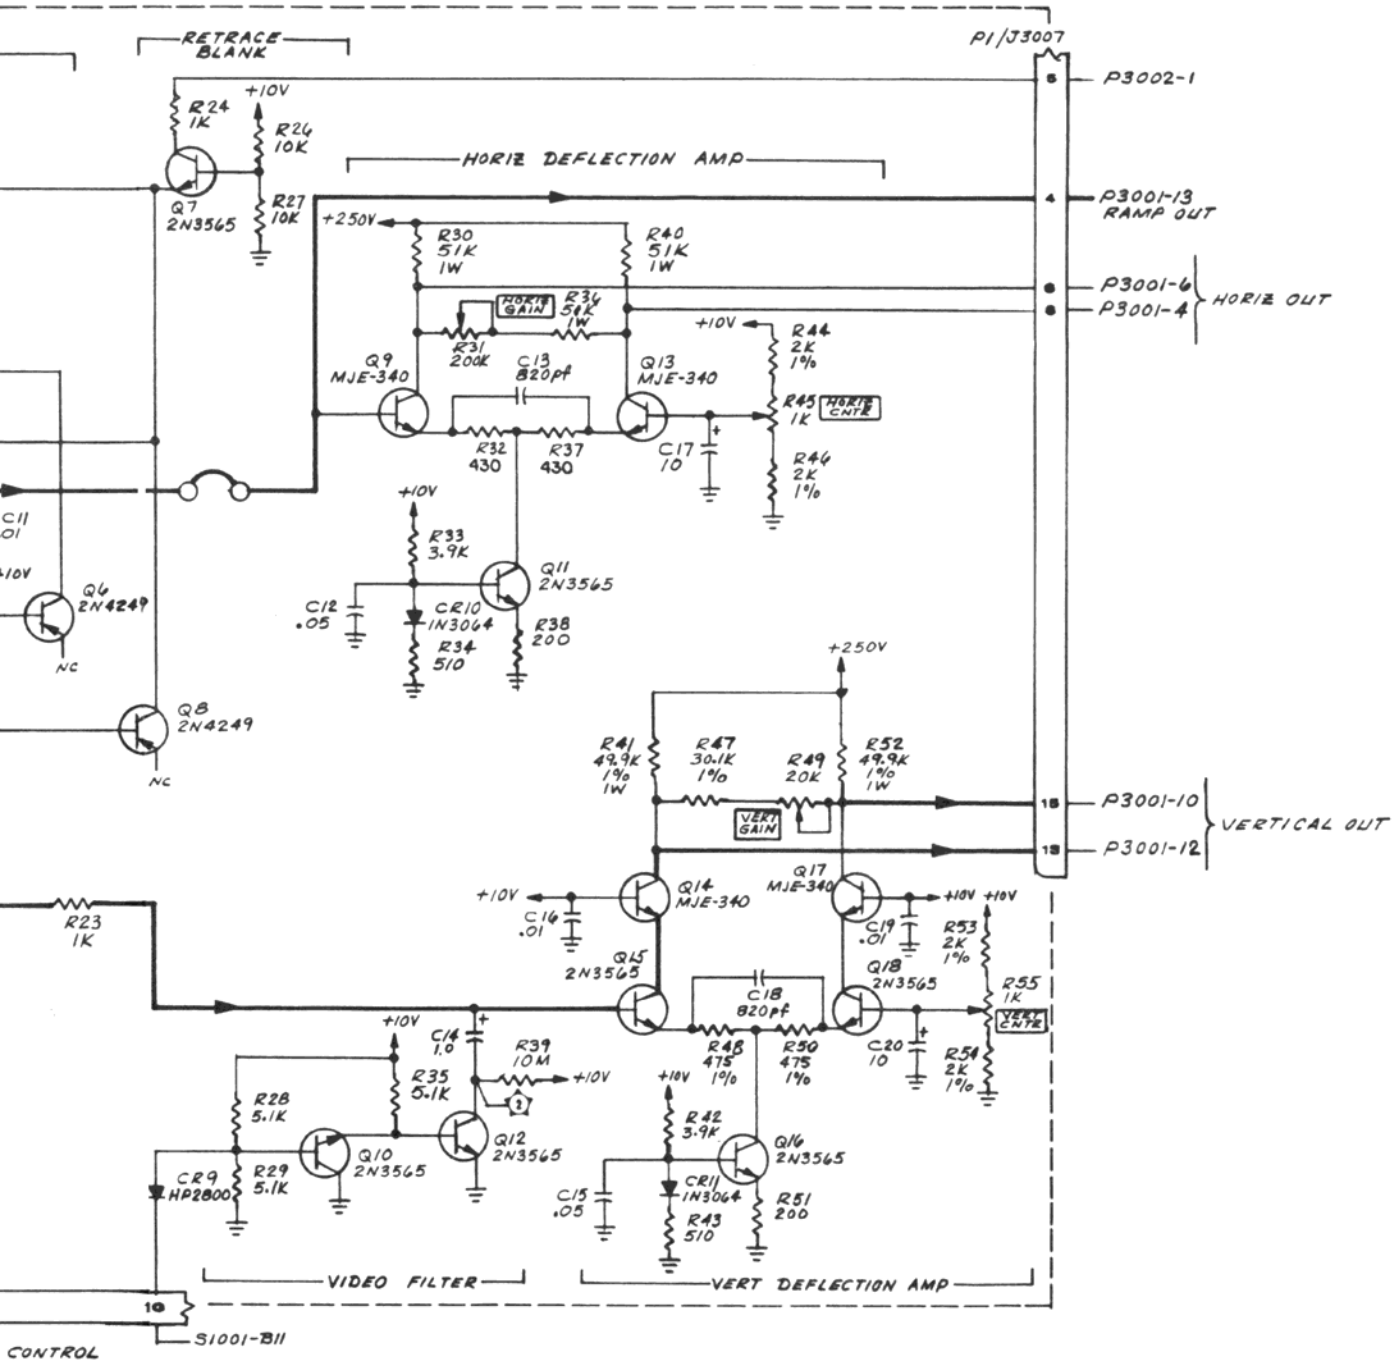 RETRACE
BLANK
P1/J3007
5
P3002-1
+10V
R24
1K
R26
10K
R27
10K
Q7
2N3565
HORIZ DEFLECTION AMP
4
P3001-13
RAMP OUT
+250V
R30
51K
1W
R40
51K
1W
P3001-6
P3001-4
HORIZ OUT
HORIZ
GAIN
R36
51K
1W
R31
200K
+10V
R44
2K
1%
Q9
MJE-340
C13
820pf
Q13
MJE-340
R45
1K
HORIZ
CNTR
R32
430
R37
430
+
C17
10
R46
2K
1%
C11
.01
+10V
R33
3.9K
+10V
Q6
2N4249
NC
Q11
2N3565
C12
.05
CR10
1N3064
R34
510
R38
200
Q8
2N4249
NC
+250V
R41
49.9K
1%
1W
R47
30.1K
1%
R49
20K
R52
49.9K
1%
1W
VERT
GAIN
15
P3001-10
13
P3001-12
VERTICAL OUT
+10V
C16
.01
Q14
MJE-340
Q17
MJE-340
+10V
+10V
C19
.01
R53
2K
1%
R23
1K
Q15
2N3565
C18
820pf
Q18
2N3565
R55
1K
VERT
CNTR
+10V
C14
1.0
+
R39
10M
+10V
2
R48
475
1%
R50
475
1%
+
C20
10
R54
2K
1%
R28
5.1K
R35
5.1K
+10V
R42
3.9K
Q10
2N3565
Q12
2N3565
Q16
2N3565
CR9
HP2800
R29
5.1K
C15
.05
CR11
1N3064
R43
510
R51
200
VIDEO FILTER
VERT DEFLECTION AMP
10
S1001-B11
CONTROL